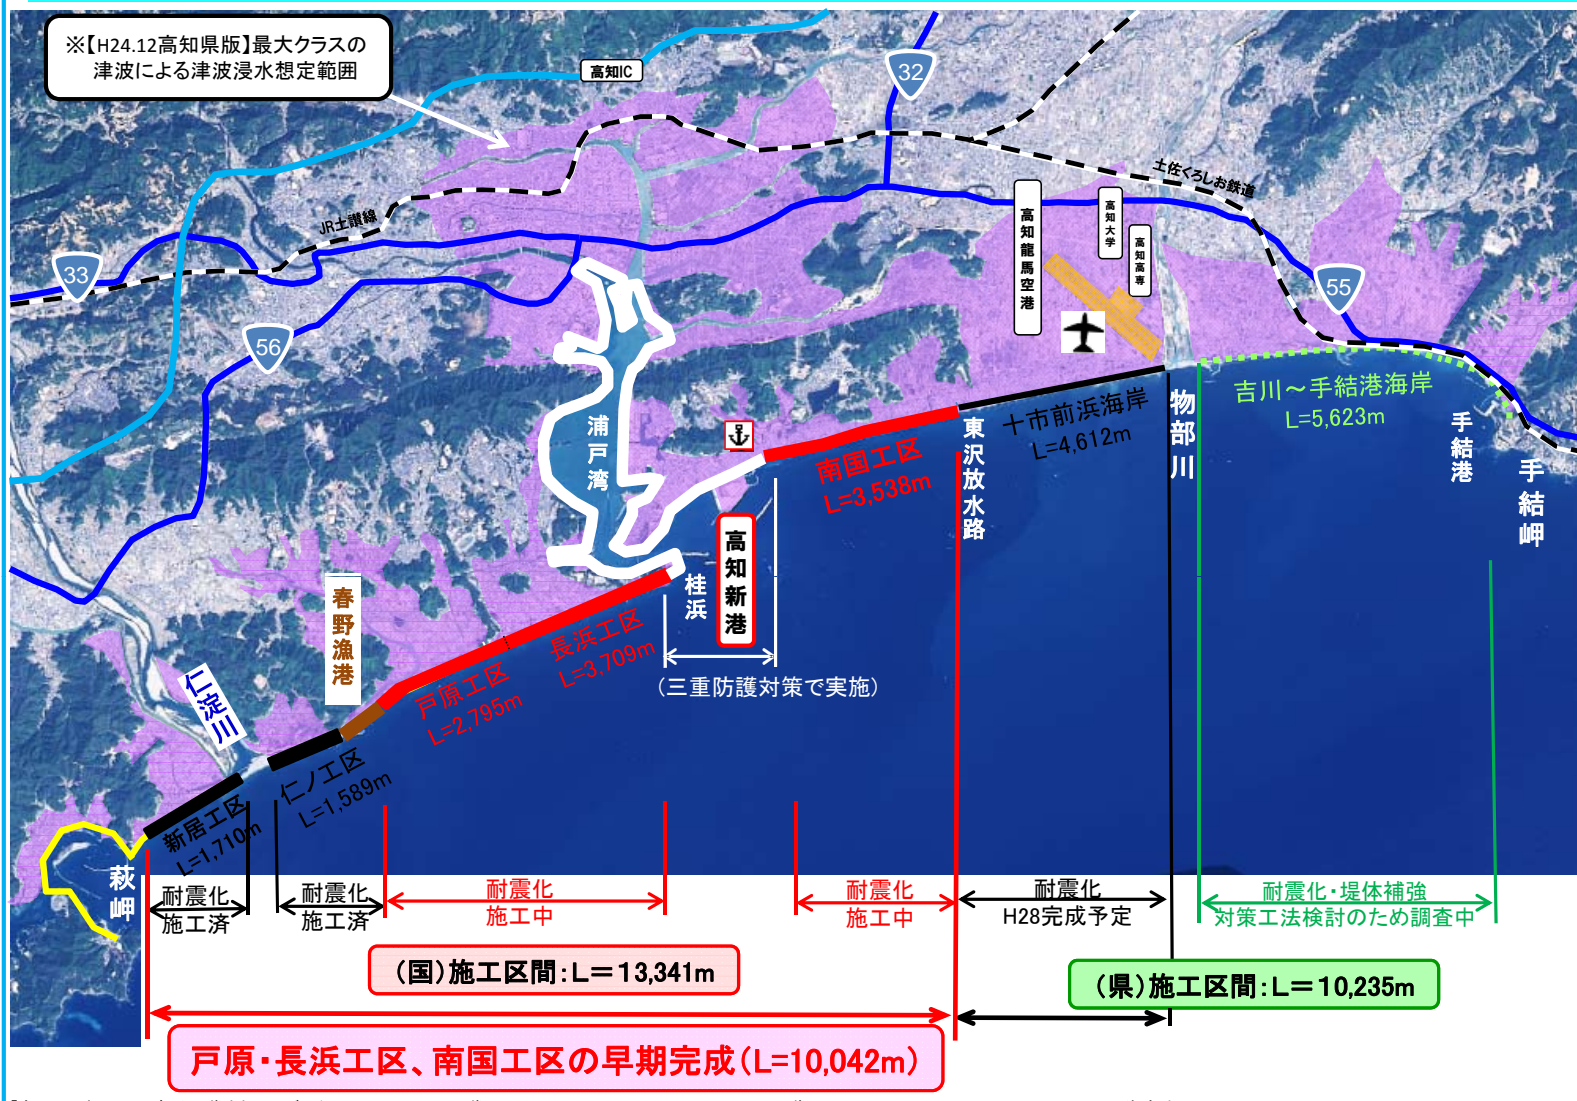 ※【H24.12高知県版】最大クラスの
津波による津波浸水想定範囲
高知IC
32
土佐くろしお鉄道
JR土讃線
高知龍馬空港
高知大学
高知高専
33
55
56
浦戸湾
吉川～手結港海岸
L=5,623m
十市前浜海岸
L=4,612m
物部川
手結港
手結岬
南国工区
L=3,538m
東沢放水路
高知新港
桂浜
春野漁港
長浜工区
L=3,709m
戸原工区
L=2,795m
（三重防護対策で実施）
仁淀川
仁ノ工区
L=1,589m
新居工区
L=1,710m
萩岬
耐震化
施工済
耐震化
施工済
耐震化
施工中
耐震化
施工中
耐震化
H28完成予定
耐震化・堤体補強
対策工法検討のため調査中
（国）施工区間：L＝13,341m
（県）施工区間：L＝10,235m
戸原・長浜工区、南国工区の早期完成（L=10,042m）